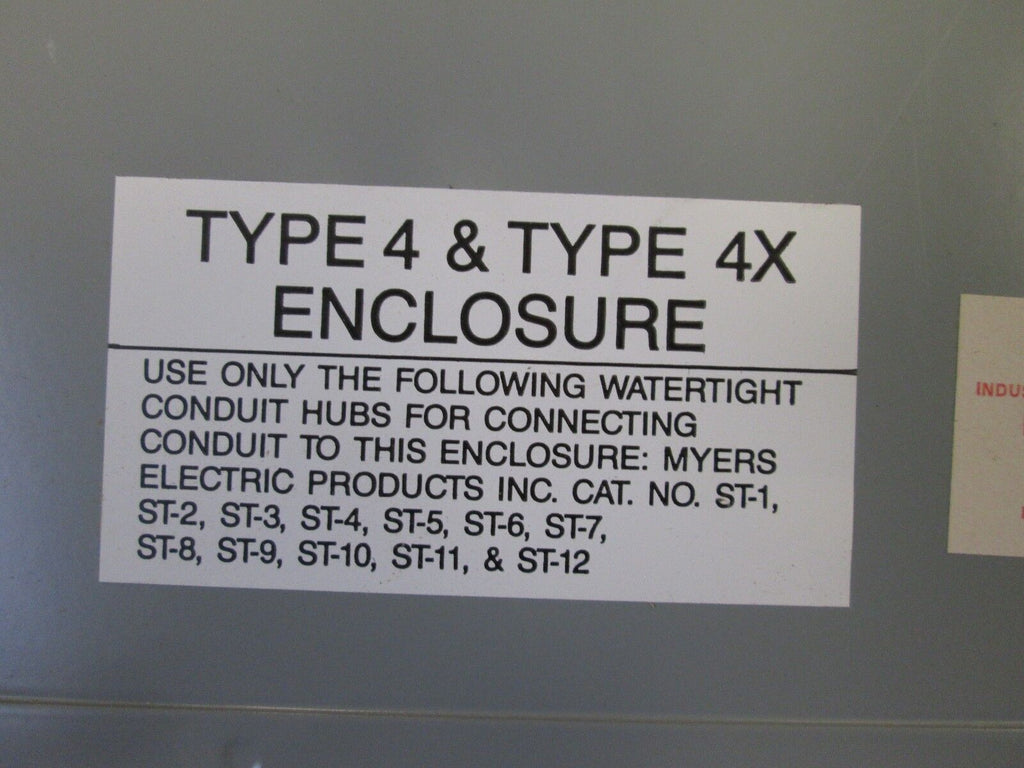 TYPE 4 & TYPE 4X
ENCLOSURE
USE ONLY THE FOLLOWING WATERTIGHT
CONDUIT HUBS FOR CONNECTING
CONDUIT TO THIS ENCLOSURE: MYERS
ELECTRIC PRODUCTS INC. CAT. NO. ST-1,
ST-2, ST-3, ST-4, ST-5, ST-6, ST-7,
ST-8, ST-9, ST-10, ST-11, & ST-12